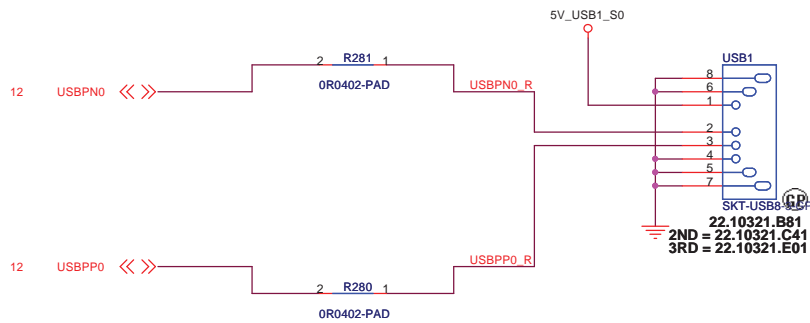 5V_USB1_S0
USB1
2 R281 1
0R0402-PAD
12 USBPN0
USBPN0_R
8
6
1
2
3
4
5
7
GP
22.10321.B81
2ND = 22.10321.C41
3RD = 22.10321.E01
12 USBPP0
USBPP0_R
2 R280 1
0R0402-PAD